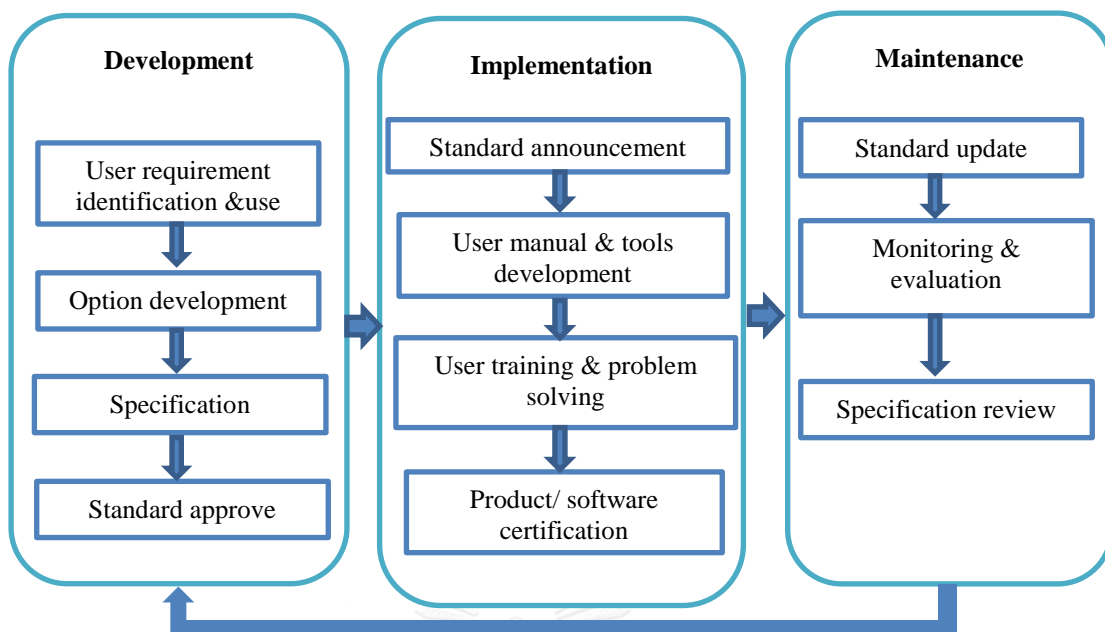 Development
User requirement
identification &use
Option development
Specification
Standard approve
Implementation
Standard announcement
User manual & tools
development
User training & problem
solving
Product/ software
certification
Maintenance
Standard update
Monitoring &
evaluation
Specification review